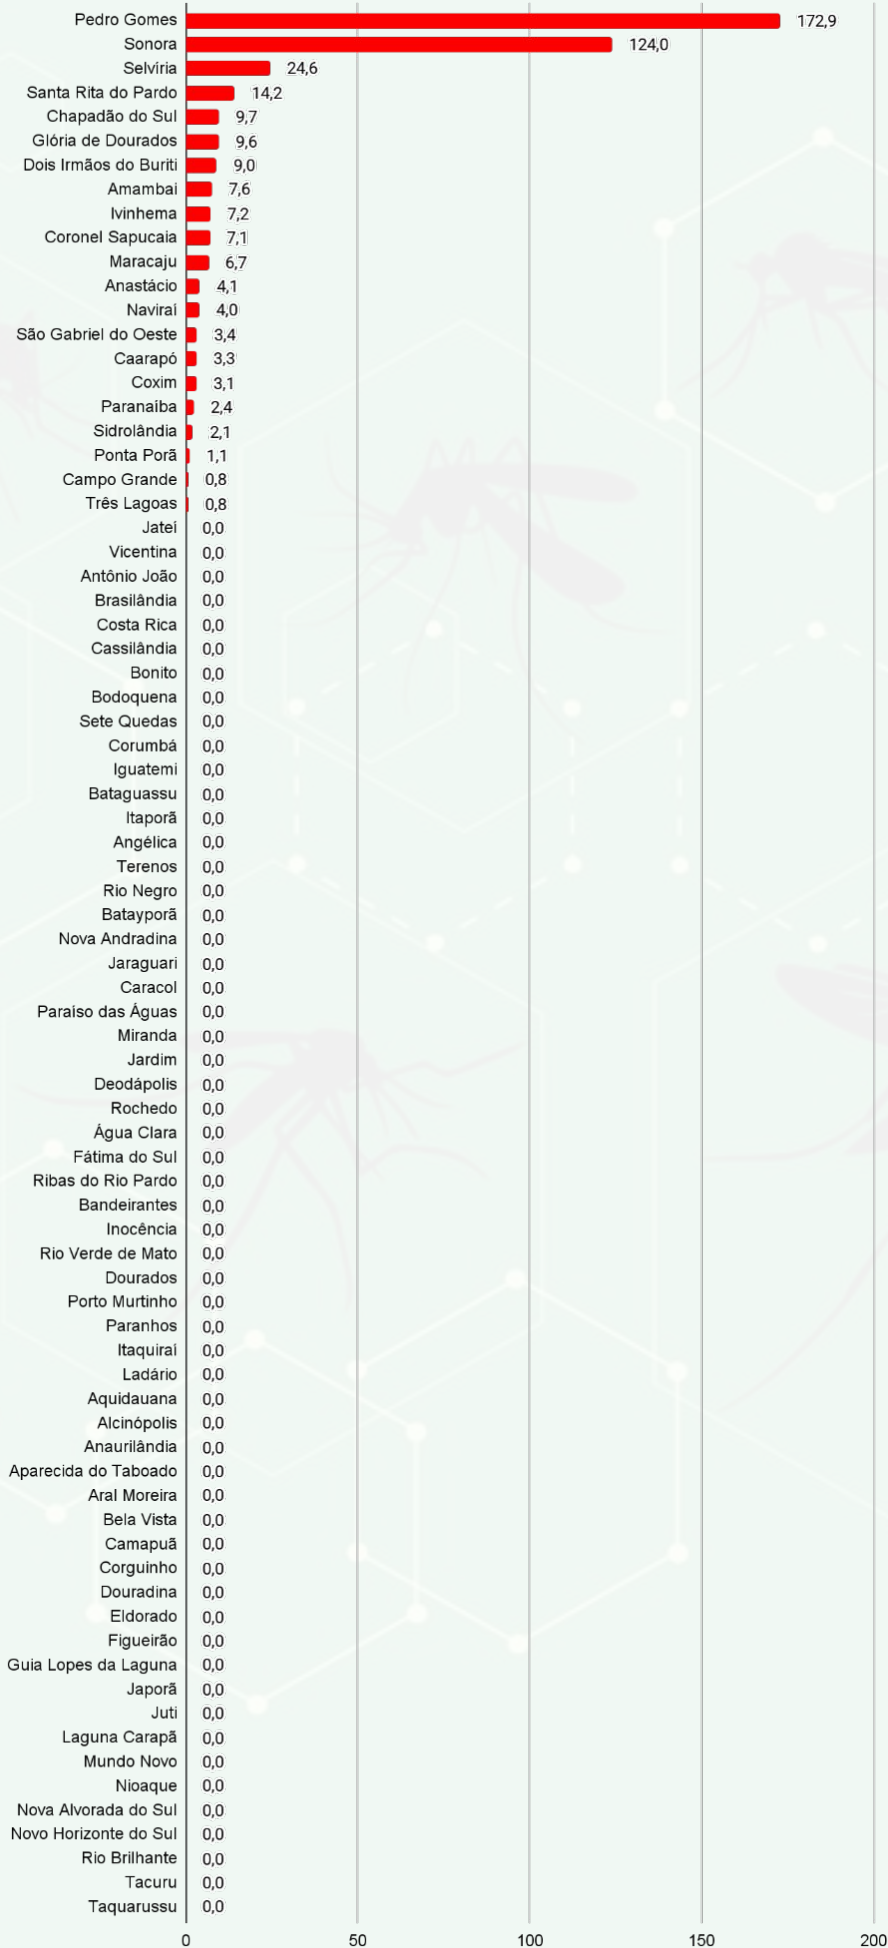 Pedro Gomes 172,9
Sonora 124,0
Selvíria 24,6
Santa Rita do Pardo 14,2
Chapadão do Sul 9,7
Glória de Dourados 9,6
Dois Irmãos do Buriti 9,0
Amambai 7,6
Ivinhema 7,2
Coronel Sapucaia 7,1
Maracaju 6,7
Anastácio 4,1
Naviraí 4,0
São Gabriel do Oeste 3,4
Caarapó 3,3
Coxim 3,1
Paranaíba 2,4
Sidrolândia 2,1
Ponta Porã 1,1
Campo Grande 0,8
Três Lagoas 0,8
Jateí 0,0
Vicentina 0,0
Antônio João 0,0
Brasilândia 0,0
Costa Rica 0,0
Cassilândia 0,0
Bonito 0,0
Bodoquena 0,0
Sete Quedas 0,0
Corumbá 0,0
Iguatemi 0,0
Bataguassu 0,0
Itaporã 0,0
Angélica 0,0
Terenos 0,0
Rio Negro 0,0
Batayporã 0,0
Nova Andradina 0,0
Jaraguari 0,0
Caracol 0,0
Paraíso das Águas 0,0
Miranda 0,0
Jardim 0,0
Deodápolis 0,0
Rochedo 0,0
Água Clara 0,0
Fátima do Sul 0,0
Ribas do Rio Pardo 0,0
Bandeirantes 0,0
Inocência 0,0
Rio Verde de Mato 0,0
Dourados 0,0
Porto Murtinho 0,0
Paranhos 0,0
Itaquiraí 0,0
Ladário 0,0
Aquidauana 0,0
Alcinópolis 0,0
Anaurilândia 0,0
Aparecida do Taboado 0,0
Aral Moreira 0,0
Bela Vista 0,0
Camapuã 0,0
Corguinho 0,0
Douradina 0,0
Eldorado 0,0
Figueirão 0,0
Guia Lopes da Laguna 0,0
Japorã 0,0
Juti 0,0
Laguna Carapã 0,0
Mundo Novo 0,0
Nioaque 0,0
Nova Alvorada do Sul 0,0
Novo Horizonte do Sul 0,0
Rio Brilhante 0,0
Tacuru 0,0
Taquarussu 0,0
0 50 100 150 200